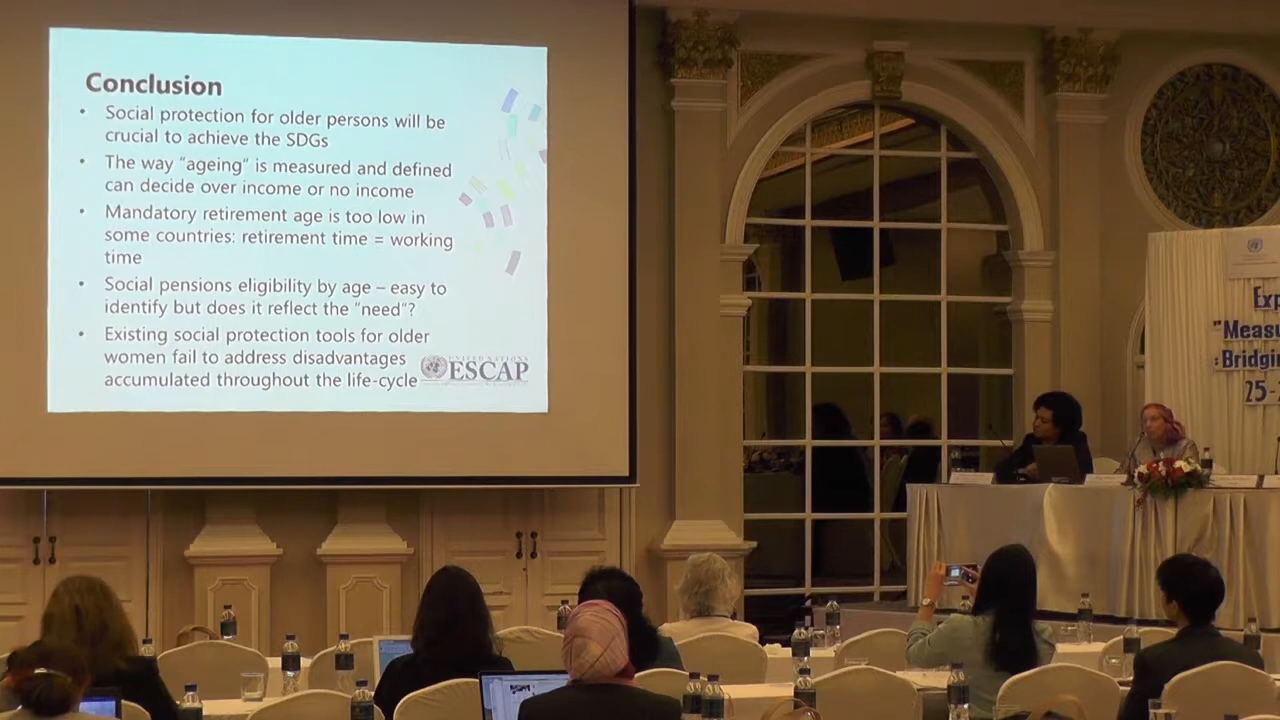 Conclusion
• Social protection for older persons will be
crucial to achieve the SDGs
• The way "ageing" is measured and defined
can decide over income or no income
• Mandatory retirement age is too low in
some countries: retirement time = working
time
• Social pensions eligibility by age – easy to
identify but does it reflect the "need"?
• Existing social protection tools for older
women fail to address disadvantages
accumulated throughout the life-cycle
UNITED NATIONS
ESCAP
Exp
"Measu
:Bridgin
25-